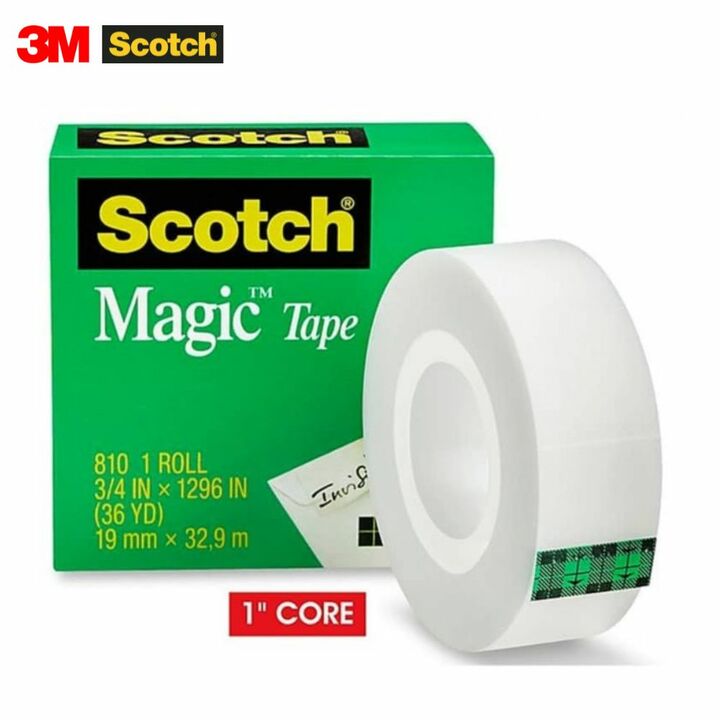 3M Scotch®
Scotch®
Scotch®
Magic™ Tape
810 1 ROLL
3/4 IN × 1296 IN
(36 YD)
19 mm × 32,9 m
1" CORE